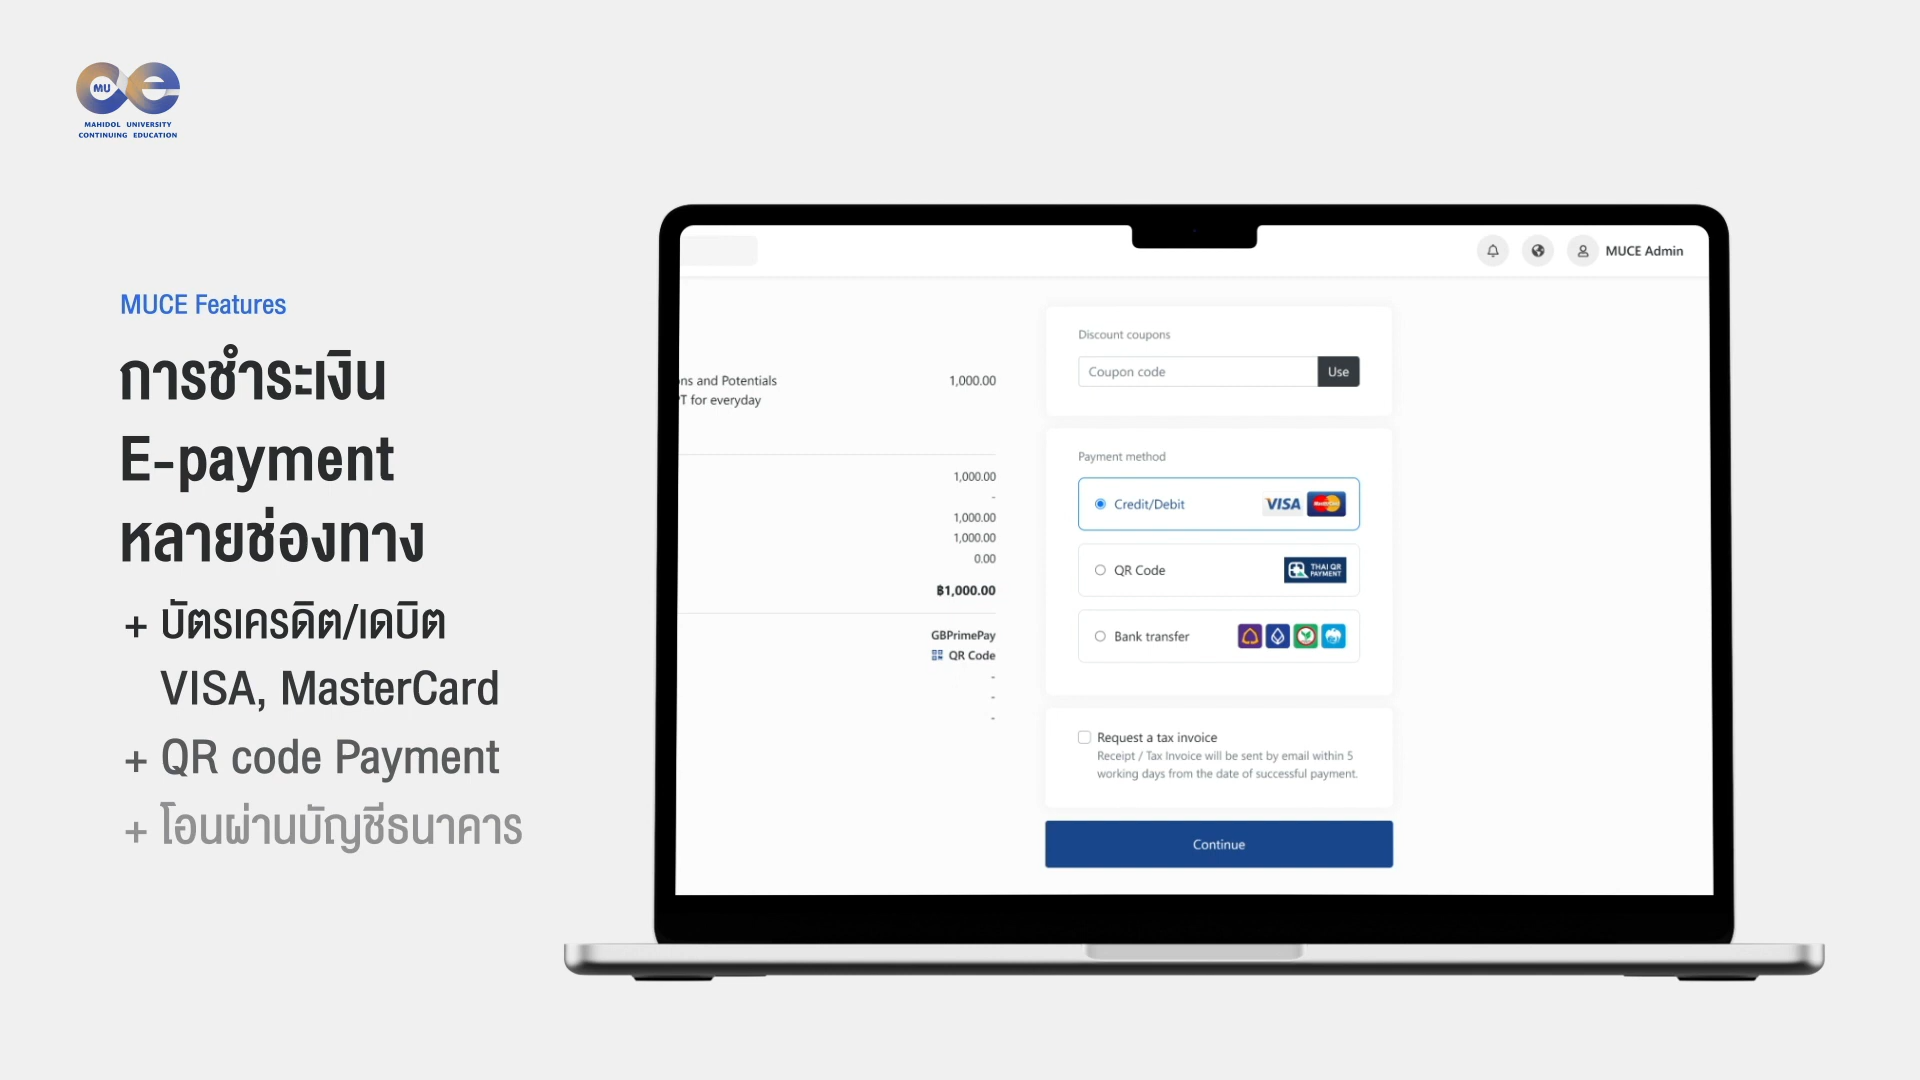 MU
MAHIDOL UNIVERSITY
CONTINUING EDUCATION
MUCE Features
การชำระเงิน
E-payment
หลายช่องทาง
+ บัตรเครดิต/เดบิต
VISA, MasterCard
+ QR code Payment
+ โอนผ่านบัญชีธนาคาร
MUCE Admin
ns and Potentials 1,000.00
PT for everyday
1,000.00
-
1,000.00
1,000.00
0.00
฿1,000.00
GBPrimePay
QR Code
-
-
-
Discount coupons
Coupon code Use
Payment method
Credit/Debit VISA MasterCard
QR Code THAI QR
PAYMENT
Bank transfer
Request a tax invoice
Receipt / Tax Invoice will be sent by email within 5
working days from the date of successful payment.
Continue